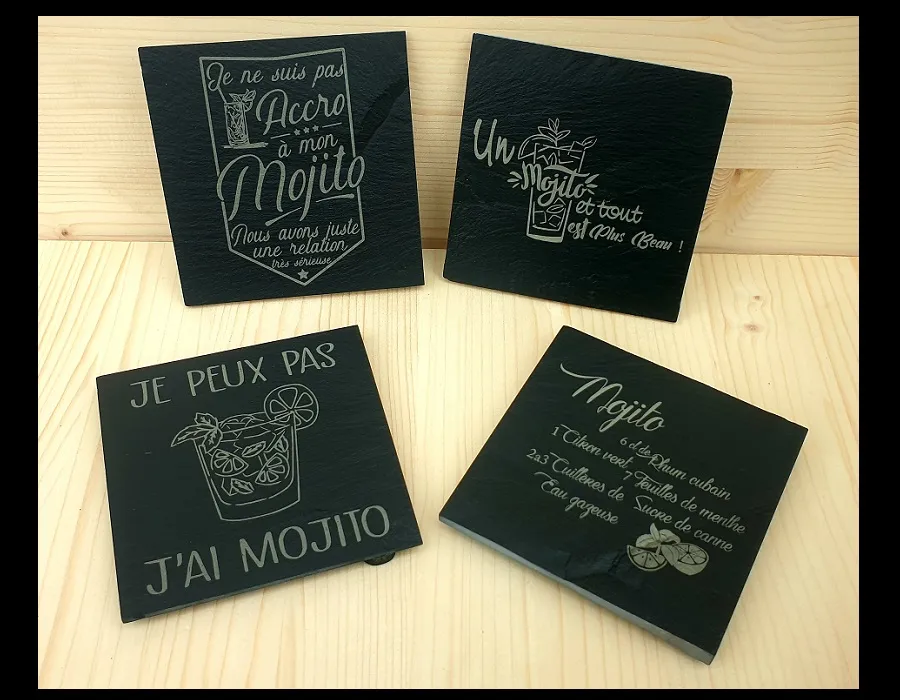 Je ne suis pas
Accro
à mon
Mojito
Nous avons juste
une relation
très sérieuse
Un
Mojito
et tout
est Plus Beau !
JE PEUX PAS
J'AI MOJITO
Mojito
6 cl de Rhum cubain
1 Citron vert 7 Feuilles de menthe
2a3 Cuillères de Sucre de canne
Eau gazeuse